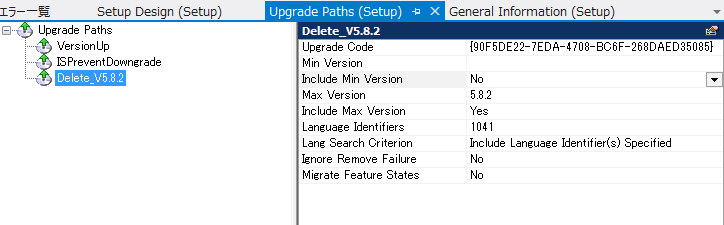 エラー一覧 Setup Design (Setup) Upgrade Paths (Setup) General Information (Setup)
Upgrade Paths
VersionUp
ISPreventDowngrade
Delete_V5.8.2
Delete_V5.8.2
Upgrade Code {90F5DE22-7EDA-4708-BC6F-268DAED35085}
Min Version
Include Min Version No
Max Version 5.8.2
Include Max Version Yes
Language Identifiers 1041
Lang Search Criterion Include Language Identifier(s) Specified
Ignore Remove Failure No
Migrate Feature States No